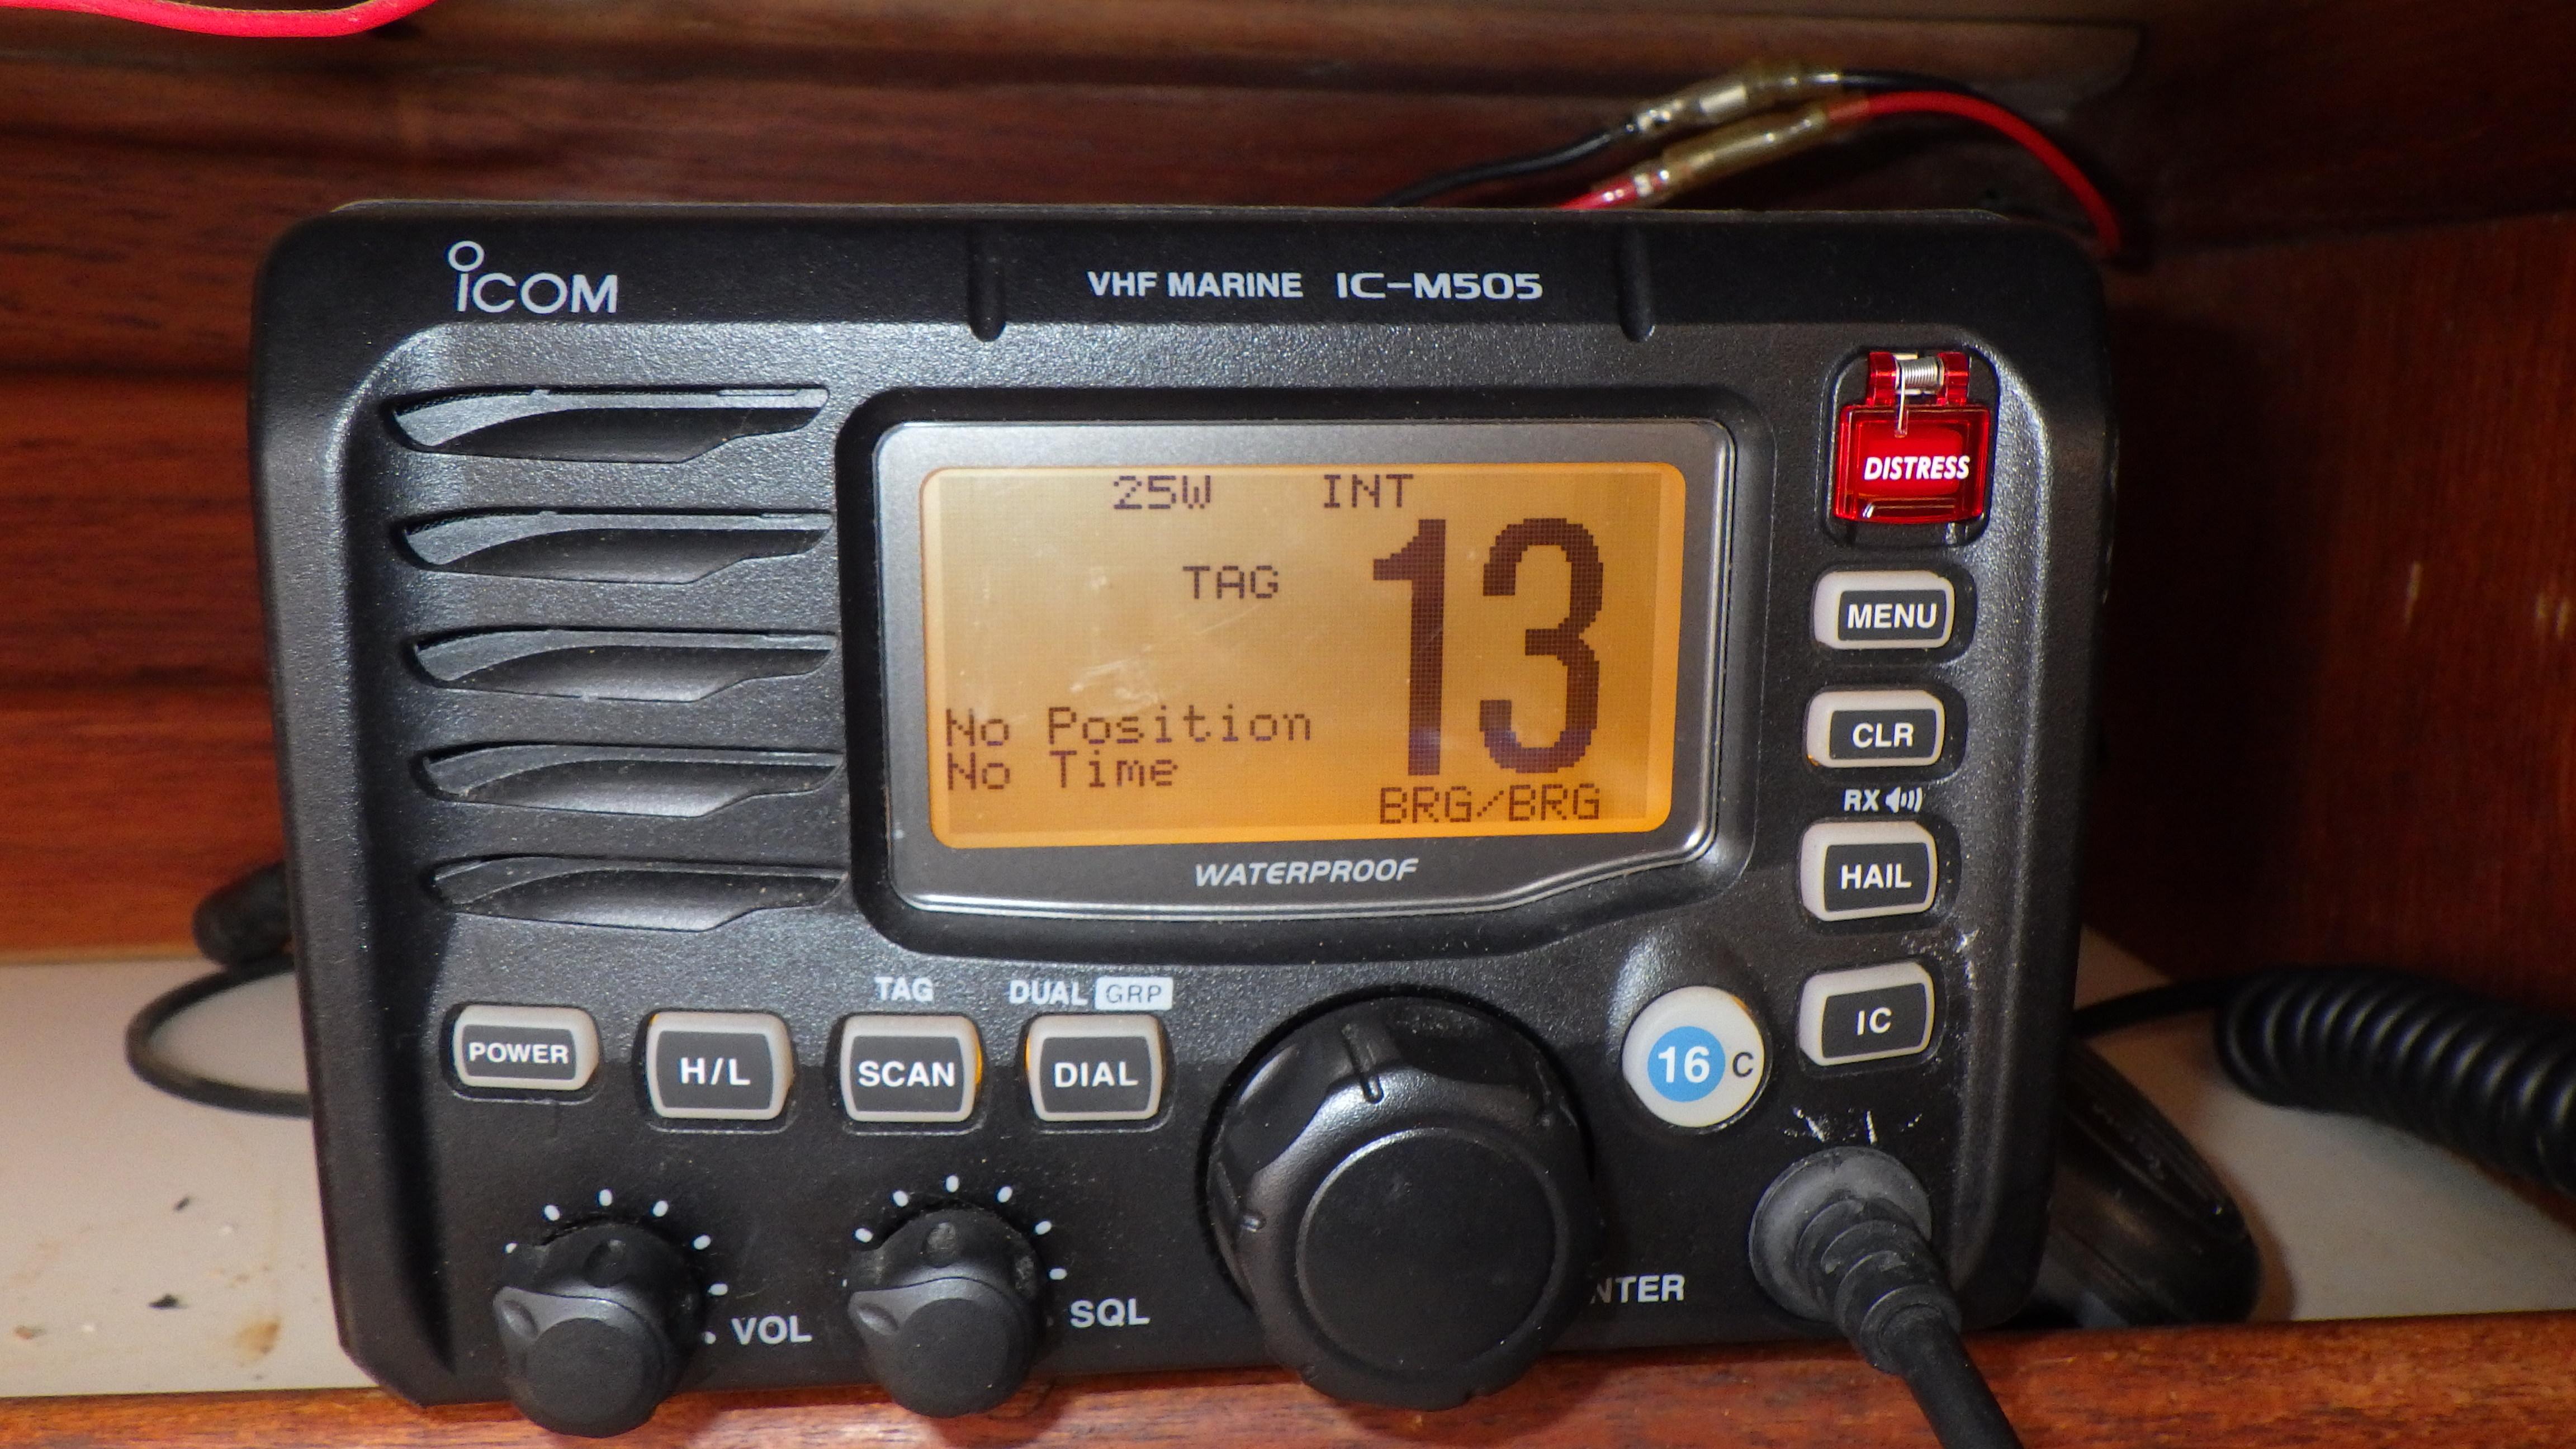 ICOM
VHF MARINE IC-M505
DISTRESS
25W INT
13
TAG
No Position
No Time
BRG/BRG
WATERPROOF
MENU
CLR
RX
HAIL
IC
TAG
DUAL GRP
POWER
H/L
SCAN
DIAL
16 C
VOL
SQL